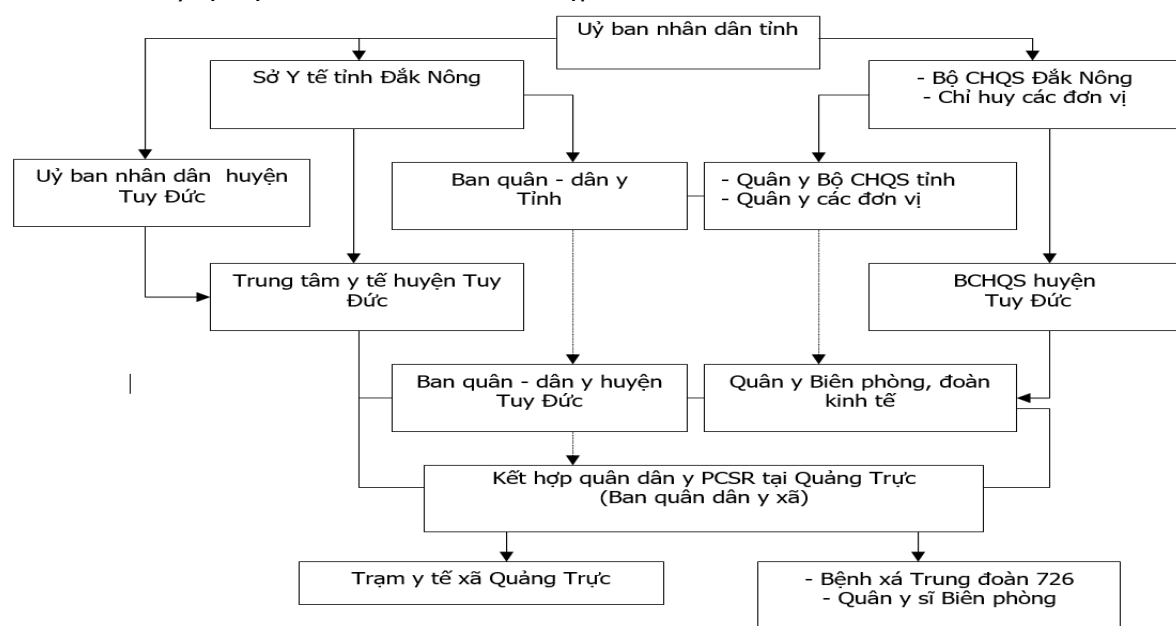 Uỷ ban nhân dân tỉnh
Sở Y tế tỉnh Đắk Nông
- Bộ CHQS Đắk Nông
- Chỉ huy các đơn vị
Uỷ ban nhân dân huyện
Tuy Đức
Ban quân - dân y
Tỉnh
- Quân y Bộ CHQS tỉnh
- Quân y các đơn vị
Trung tâm y tế huyện Tuy
Đức
BCHQS huyện
Tuy Đức
Ban quân - dân y huyện
Tuy Đức
Quân y Biên phòng, đoàn
kinh tế
Kết hợp quân dân y PCSR tại Quảng Trực
(Ban quân dân y xã)
Trạm y tế xã Quảng Trực
- Bệnh xá Trung đoàn 726
- Quân y sĩ Biên phòng